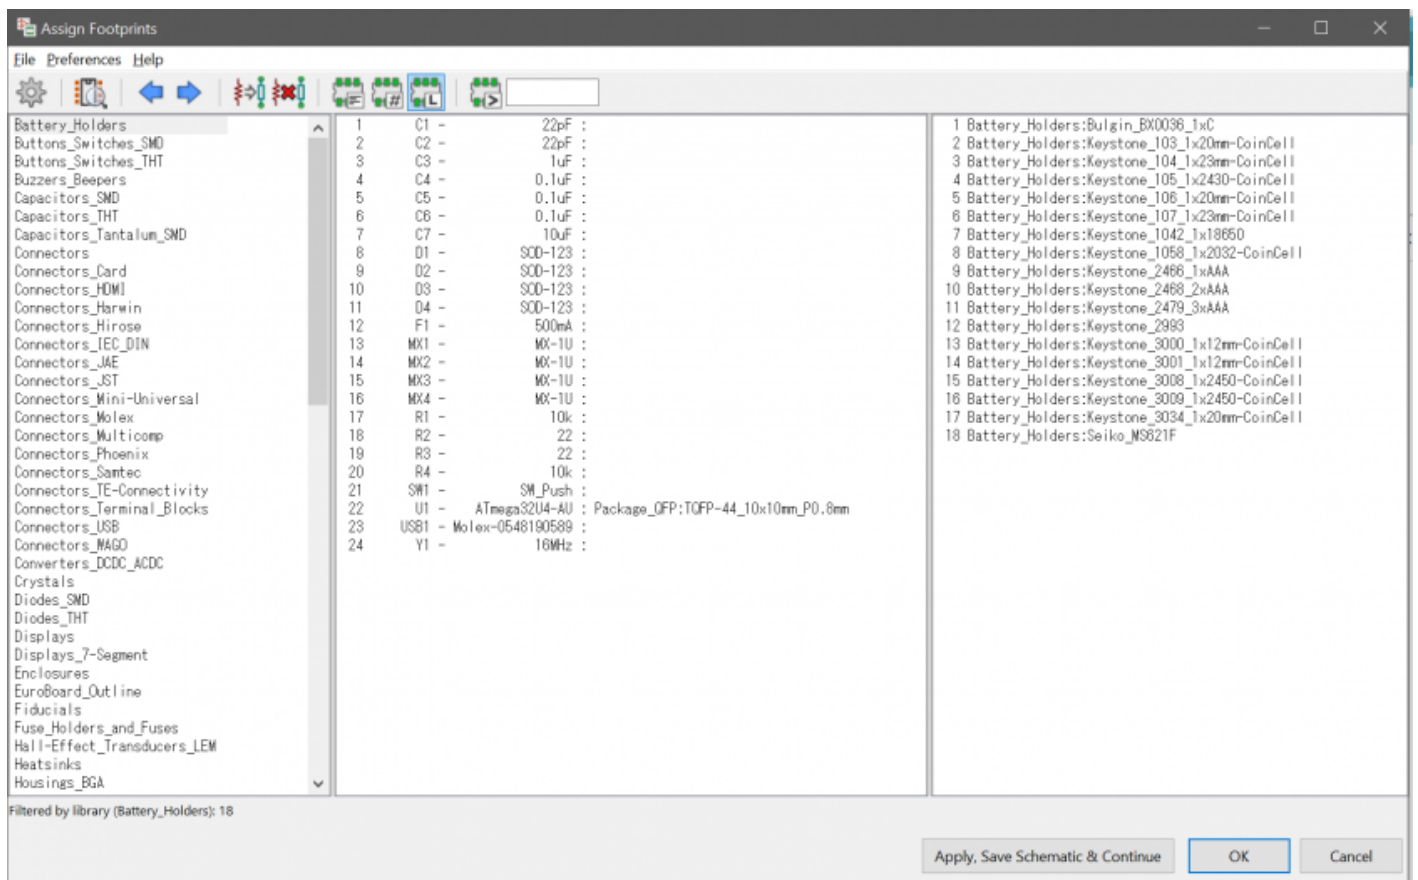 Assign Footprints
File Preferences Help
Battery_Holders
Buttons_Switches_SMD
Buttons_Switches_THT
Buzzers_Beepers
Capacitors_SMD
Capacitors_THT
Capacitors_Tantalum_SMD
Connectors
Connectors_Card
Connectors_HDMI
Connectors_Harwin
Connectors_Hirose
Connectors_IEC_DIN
Connectors_JAE
Connectors_JST
Connectors_Mini-Universal
Connectors_Molex
Connectors_Multicomp
Connectors_Phoenix
Connectors_Samtec
Connectors_TE-Connectivity
Connectors_Terminal_Blocks
Connectors_USB
Connectors_WAGO
Converters_DCDC_ACDC
Crystals
Diodes_SMD
Diodes_THT
Displays
Displays_7-Segment
Enclosures
EuroBoard_Outline
Fiducials
Fuse_Holders_and_Fuses
Hall-Effect_Transducers_LEM
Heatsinks
Housings_BGA
1 C1 - 22pF :
2 C2 - 22pF :
3 C3 - 1uF :
4 C4 - 0.1uF :
5 C5 - 0.1uF :
6 C6 - 0.1uF :
7 C7 - 10uF :
8 D1 - SOD-123 :
9 D2 - SOD-123 :
10 D3 - SOD-123 :
11 D4 - SOD-123 :
12 F1 - 500mA :
13 MX1 - MX-1U :
14 MX2 - MX-1U :
15 MX3 - MX-1U :
16 MX4 - MX-1U :
17 R1 - 10k :
18 R2 - 22 :
19 R3 - 22 :
20 R4 - 10k :
21 SW1 - SW_Push :
22 U1 - ATmega32U4-AU : Package_QFP:TQFP-44_10x10mm_P0.8mm
23 USB1 - Molex-0548190589 :
24 Y1 - 16MHz :
1 Battery_Holders:Bulgin_BX0036_1xC
2 Battery_Holders:Keystone_103_1x20mm-CoinCell
3 Battery_Holders:Keystone_104_1x23mm-CoinCell
4 Battery_Holders:Keystone_105_1x2430-CoinCell
5 Battery_Holders:Keystone_106_1x20mm-CoinCell
6 Battery_Holders:Keystone_107_1x23mm-CoinCell
7 Battery_Holders:Keystone_1042_1x18650
8 Battery_Holders:Keystone_1058_1x2032-CoinCell
9 Battery_Holders:Keystone_2466_1xAAA
10 Battery_Holders:Keystone_2468_2xAAA
11 Battery_Holders:Keystone_2479_3xAAA
12 Battery_Holders:Keystone_2993
13 Battery_Holders:Keystone_3000_1x12mm-CoinCell
14 Battery_Holders:Keystone_3001_1x12mm-CoinCell
15 Battery_Holders:Keystone_3008_1x2450-CoinCell
16 Battery_Holders:Keystone_3009_1x2450-CoinCell
17 Battery_Holders:Keystone_3034_1x20mm-CoinCell
18 Battery_Holders:Seiko_MS621F
Filtered by library (Battery_Holders): 18
Apply, Save Schematic & Continue
OK
Cancel